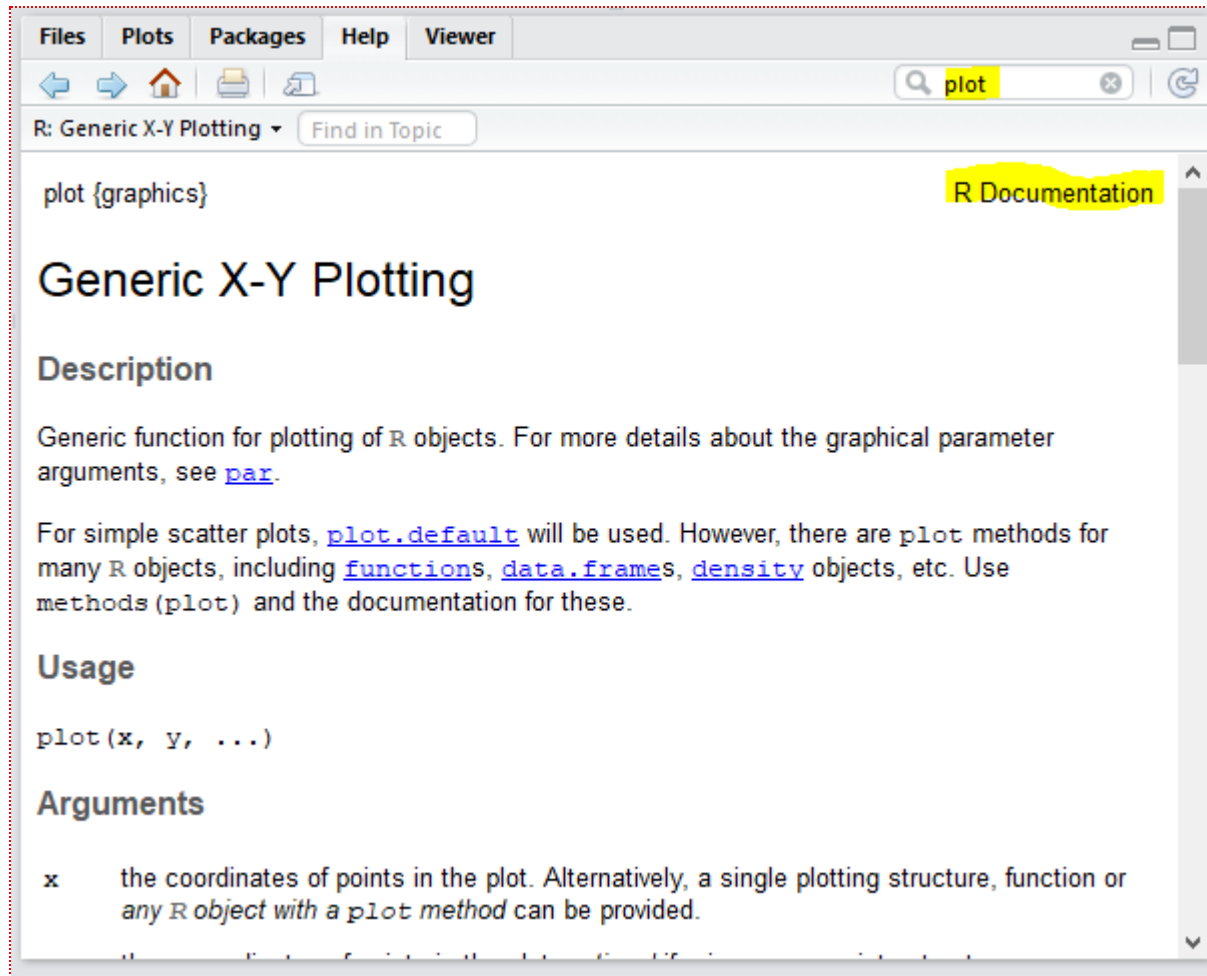 Files Plots Packages Help Viewer
plot
R: Generic X-Y Plotting Find in Topic
plot {graphics} R Documentation
Generic X-Y Plotting
Description
Generic function for plotting of R objects. For more details about the graphical parameter
arguments, see par.
For simple scatter plots, plot.default will be used. However, there are plot methods for
many R objects, including functions, data.frames, density objects, etc. Use
methods(plot) and the documentation for these.
Usage
plot(x, y, ...)
Arguments
x the coordinates of points in the plot. Alternatively, a single plotting structure, function or
any R object with a plot method can be provided.